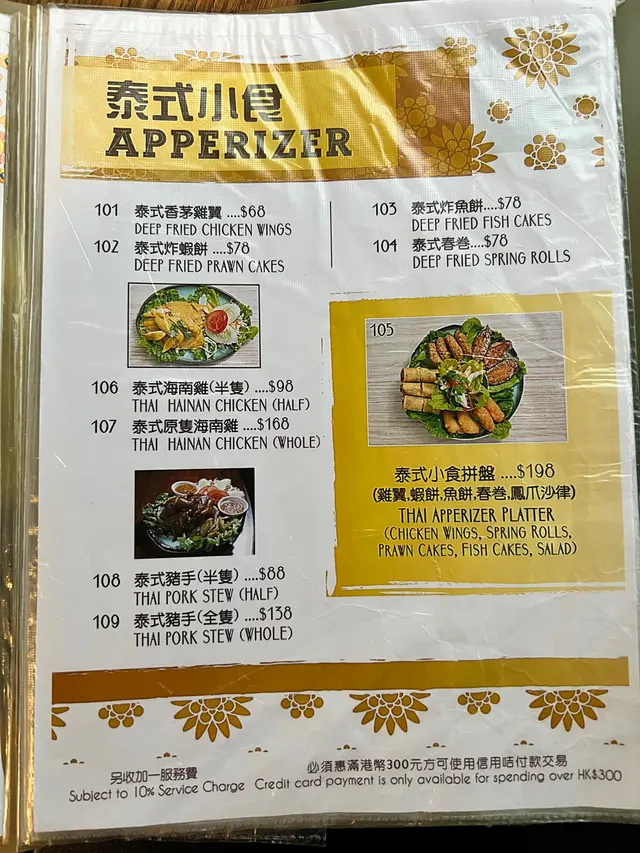 泰式小食
APPERIZER
101 泰式香茅雞翼 ....$68
DEEP FRIED CHICKEN WINGS
102 泰式炸蝦餅 ....$78
DEEP FRIED PRAWN CAKES
103 泰式炸魚餅....$78
DEEP FRIED FISH CAKES
104 泰式春巻....$78
DEEP FRIED SPRING ROLLS
105
泰式小食拼盤 ....$198
(雞翼,蝦餅,魚餅,春巻,鳳爪沙律)
THAI APPERIZER PLATTER
(CHICKEN WINGS, SPRING ROLLS,
PRAWN CAKES, FISH CAKES, SALAD)
106 泰式海南雞(半隻) ....$98
THAI HAINAN CHICKEN (HALF)
107 泰式原隻海南雞 ....$168
THAI HAINAN CHICKEN (WHOLE)
108 泰式豬手(半隻) ....$88
THAI PORK STEW (HALF)
109 泰式豬手(全隻) ....$138
THAI PORK STEW (WHOLE)
另收加一服務費
Subject to 10% Service Charge
必須惠滿港幣300元方可使用信用咭付款交易
Credit card payment is only available for spending over HK$300